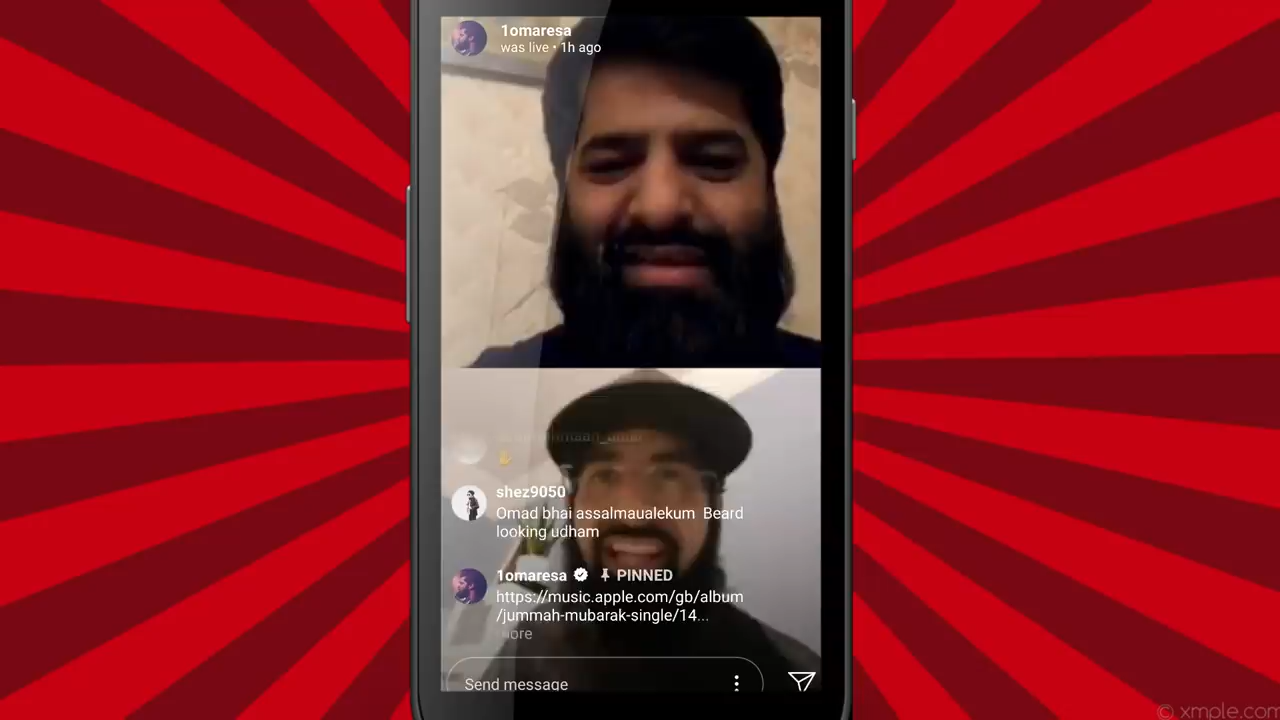 1omaresa
was live • 1h ago
shez9050
Omad bhai assalmaualekum Beard
looking udham
1omaresa PINNED
https://music.apple.com/gb/album
/jummah-mubarak-single/14...
more
Send message
© xmple.com